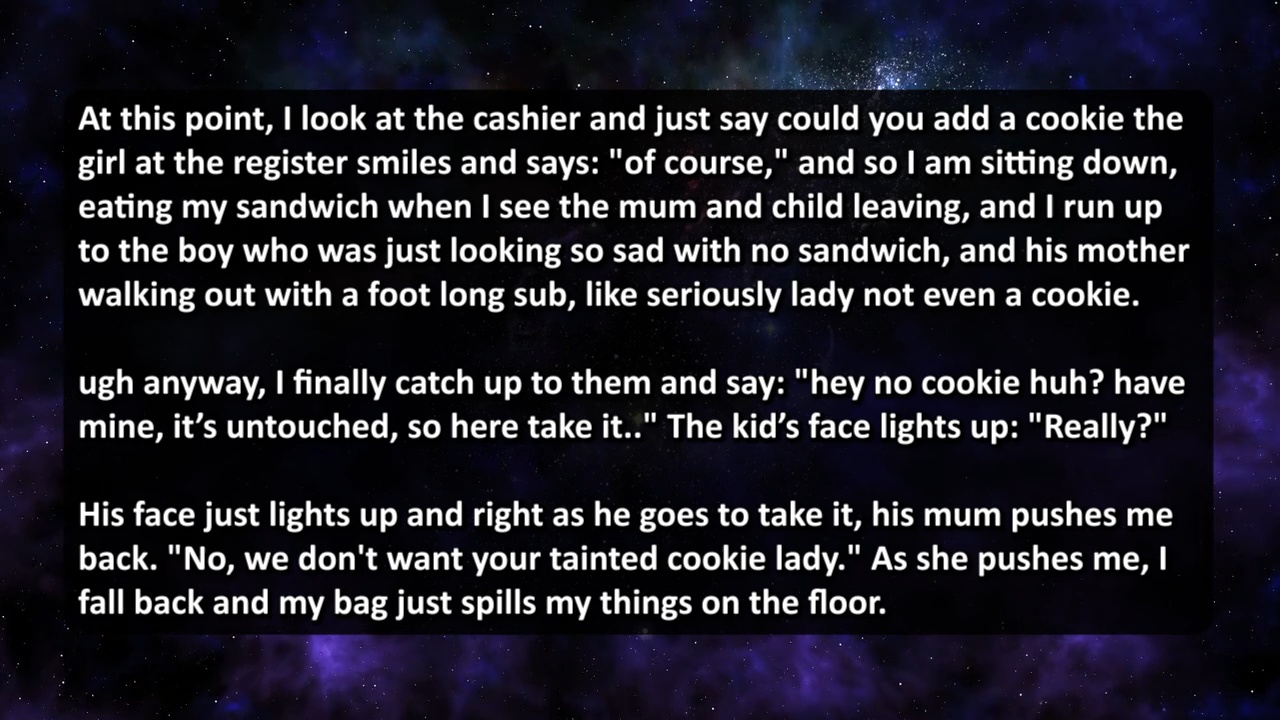 At this point, I look at the cashier and just say could you add a cookie the
girl at the register smiles and says: "of course," and so I am sitting down,
eating my sandwich when I see the mum and child leaving, and I run up
to the boy who was just looking so sad with no sandwich, and his mother
walking out with a foot long sub, like seriously lady not even a cookie.
ugh anyway, I finally catch up to them and say: "hey no cookie huh? have
mine, it’s untouched, so here take it.." The kid’s face lights up: "Really?"
His face just lights up and right as he goes to take it, his mum pushes me
back. "No, we don't want your tainted cookie lady." As she pushes me, I
fall back and my bag just spills my things on the floor.